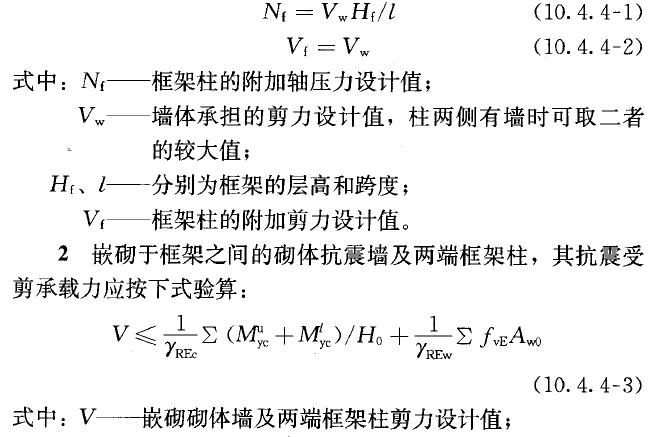 N_f = V_w H_f / l (10.4.4-1)
V_f = V_w (10.4.4-2)
式中：N_f——框架柱的附加轴压力设计值；
V_w——墙体承担的剪力设计值，柱两侧有墙时可取二者
的较大值；
H_f、l——分别为框架的层高和跨度；
V_f——框架柱的附加剪力设计值。
2 嵌砌于框架之间的砌体抗震墙及两端框架柱，其抗震受
剪承载力应按下式验算：
V ≤ \frac{1}{γ_{REc}} Σ (M_{yc}^{u} + M_{yc}^{l}) / H_0 + \frac{1}{γ_{REw}} Σ f_{vE} A_{w0}
(10.4.4-3)
式中：V——嵌砌砌体墙及两端框架柱剪力设计值；